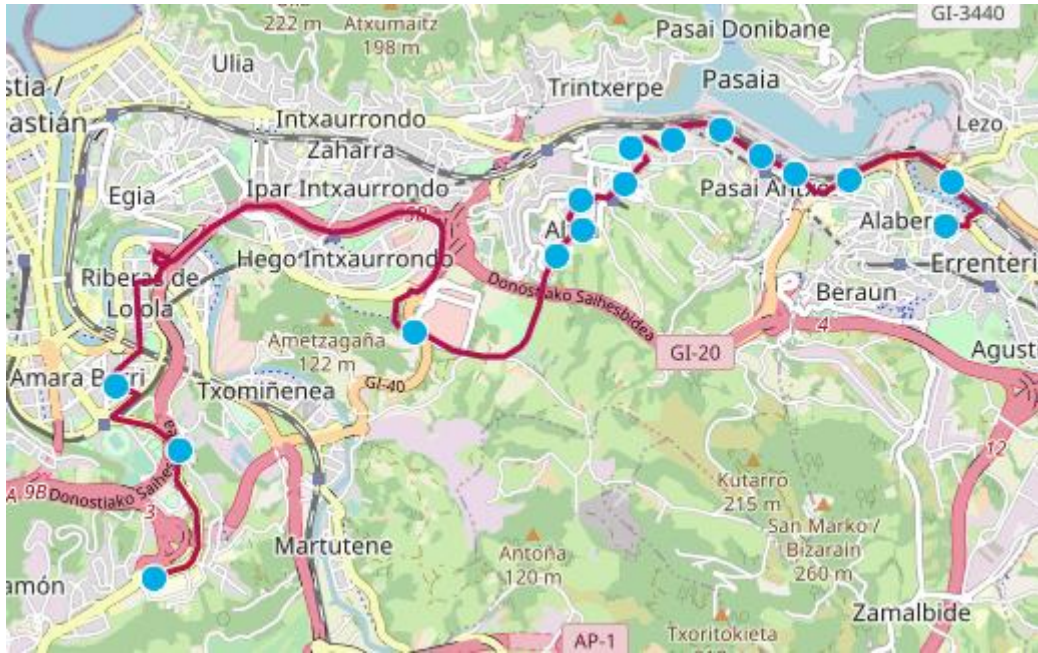 222 m
Atxumaitz
198 m
GI-3440
Pasai Donibane
Ulia
Pasaia
Trintxerpe
stia /
astián
Intxaurrondo
Zaharra
Lezo
Egia
Ipar Intxaurrondo
9B
Pasai Antxo
Alaber
Hego Intxaurrondo
Riberas de
Loiola
Errenteri
Donostiako Saihesbidea
Beraun
Ametzagaña
122 m
4
GI-20
Agust
Amara Berri
GI-40
Txomiñenea
12
Kutarro
215 m
A 9B
Donostiako Saihes
3
San Marko /
Bizarain
260 m
Martutene
Antoña
120 m
amón
Zamalbide
Txoritokieta
AP-1